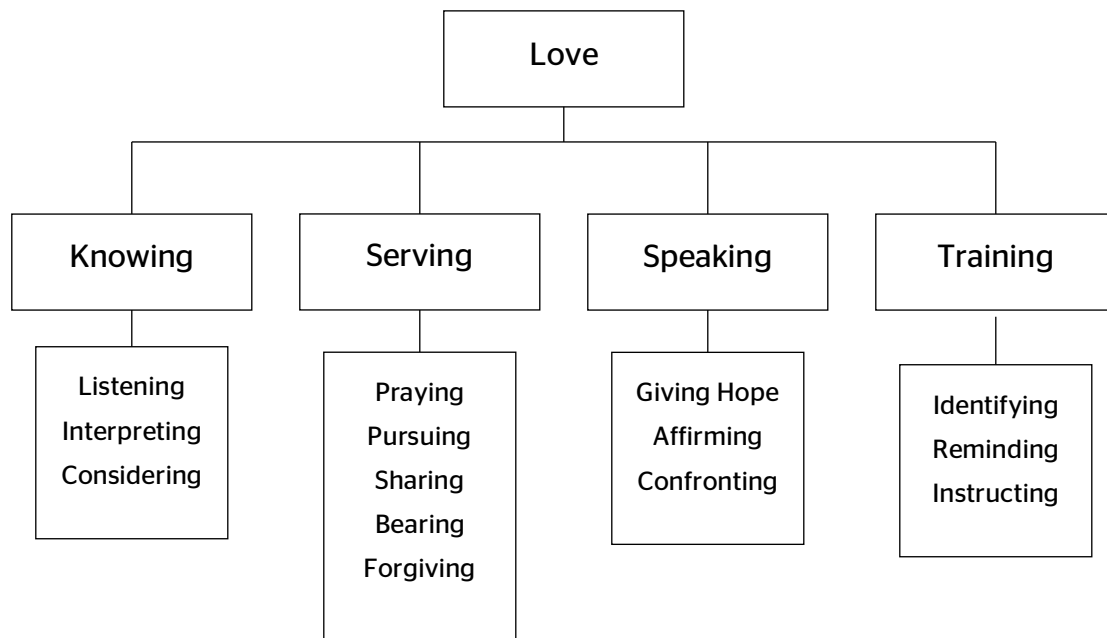 Love
Knowing
Serving
Speaking
Training
Listening
Interpreting
Considering
Praying
Pursuing
Sharing
Bearing
Forgiving
Giving Hope
Affirming
Confronting
Identifying
Reminding
Instructing